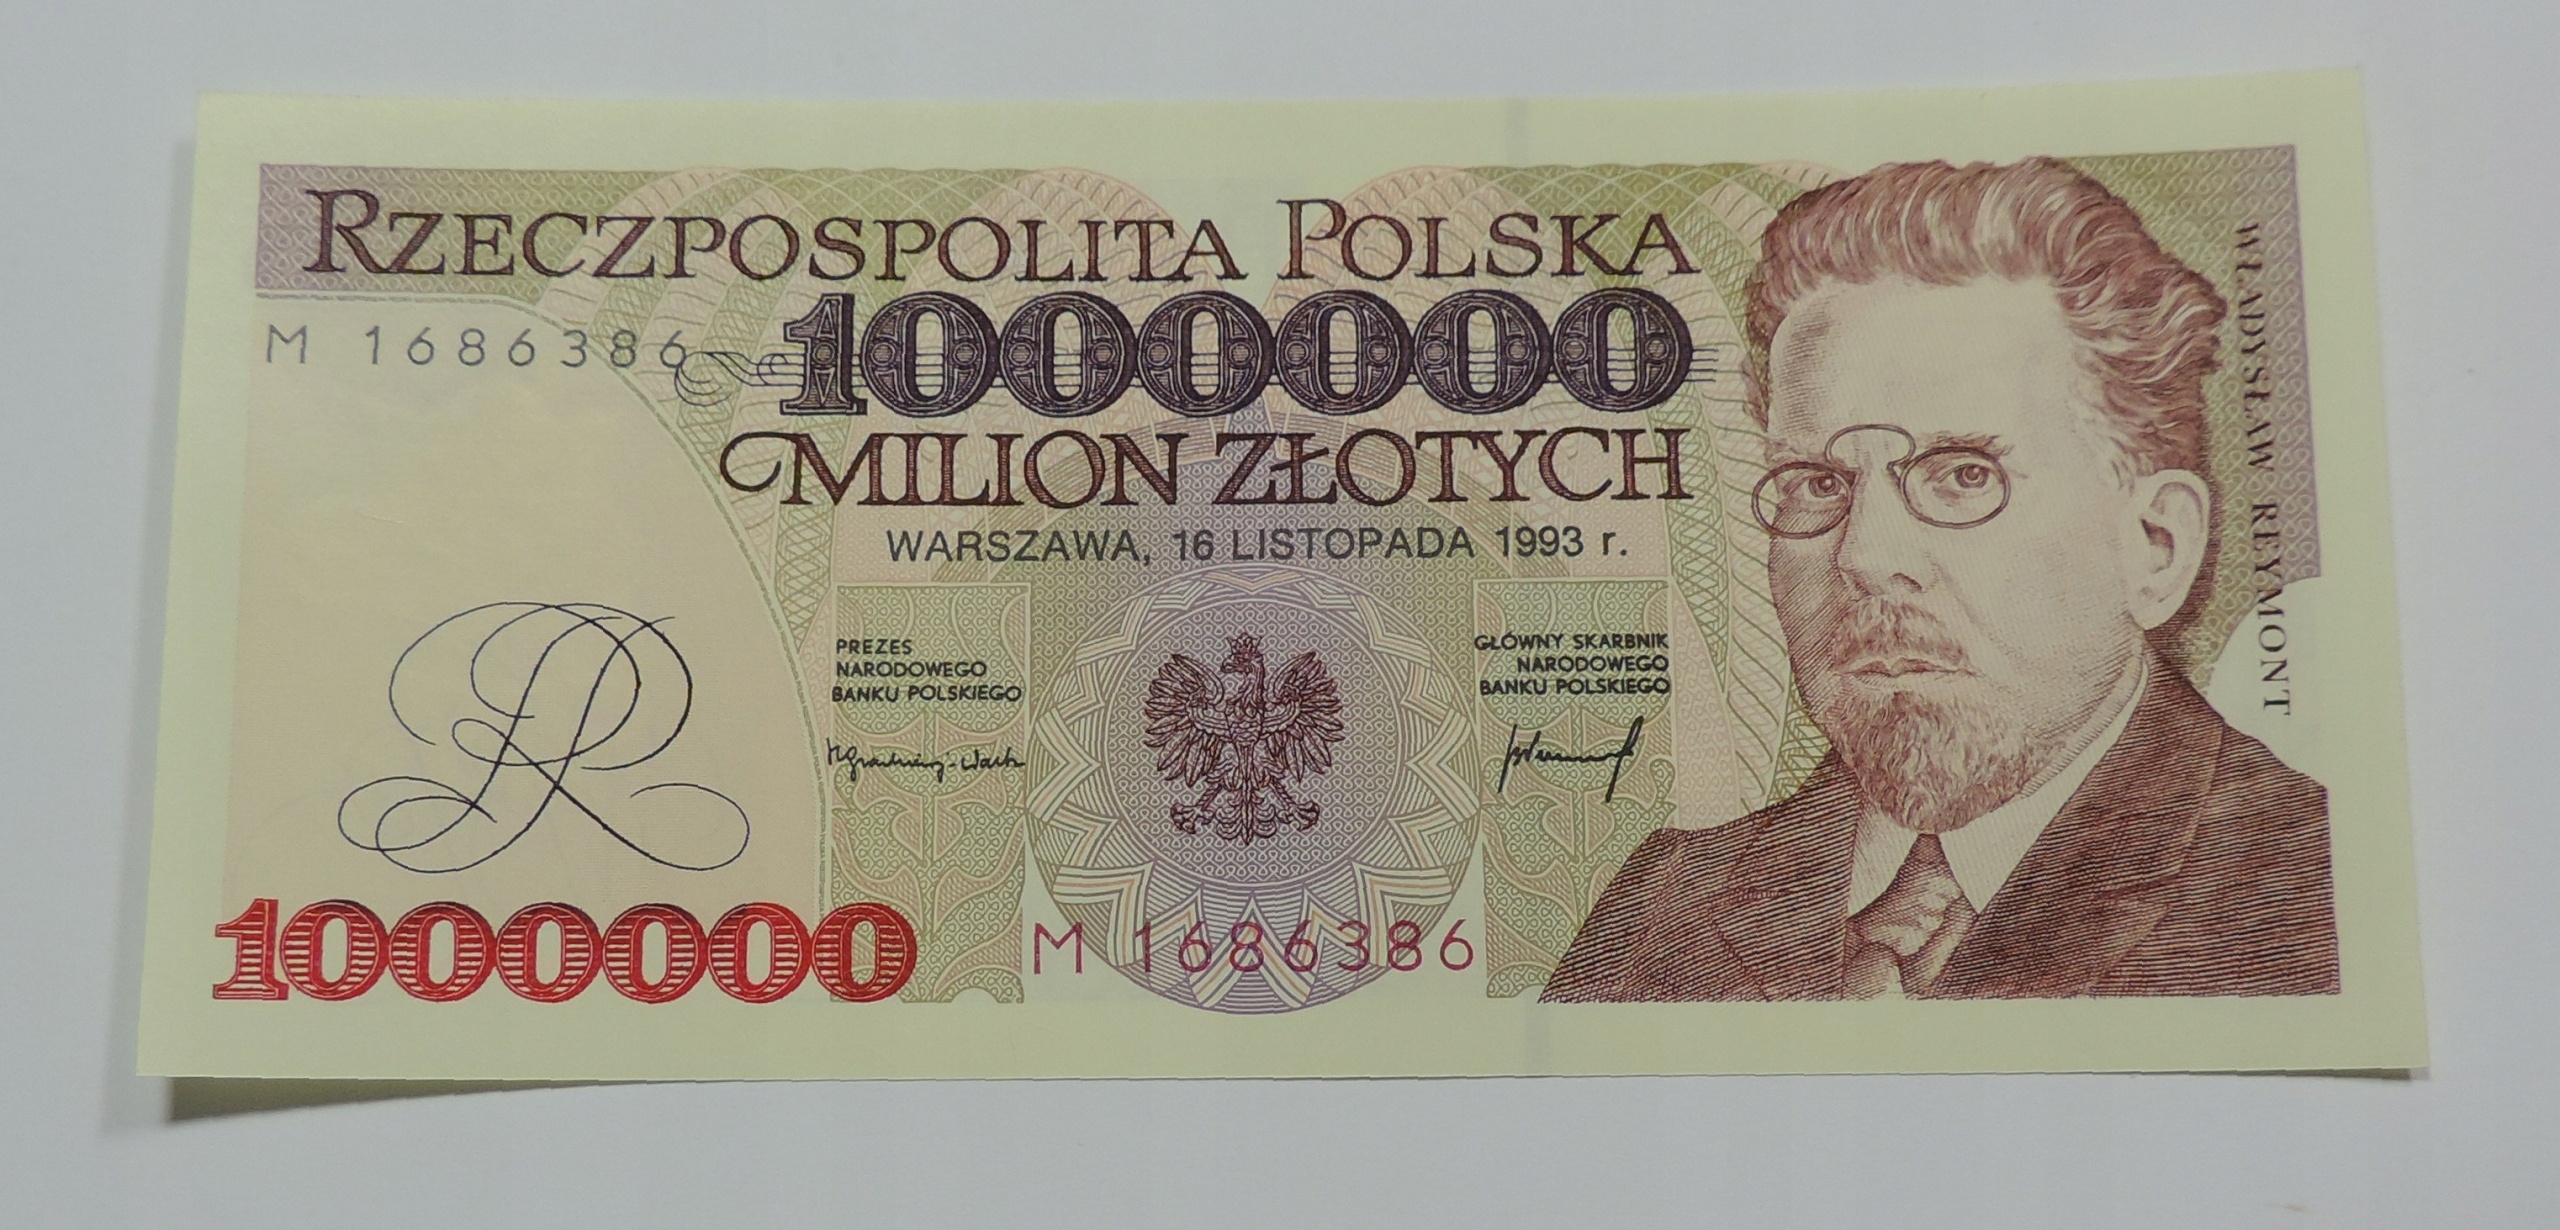 RZECZPOSPOLITA POLSKA
M 1686386
1000000
MILION ZŁOTYCH
WARSZAWA, 16 LISTOPADA 1993 r.
PREZES
NARODOWEGO
BANKU POLSKIEGO
GŁÓWNY SKARBNIK
NARODOWEGO
BANKU POLSKIEGO
1000000
M 1686386
WŁADYSŁAW REYMONT